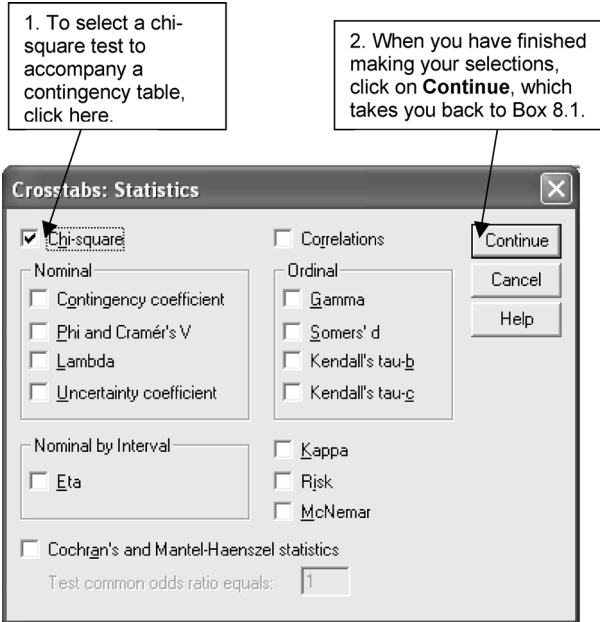 1. To select a chi-
square test to
accompany a
contingency table,
click here.
2. When you have finished
making your selections,
click on Continue, which
takes you back to Box 8.1.
Crosstabs: Statistics
Chi-square
Correlations
Continue
Nominal
Ordinal
Cancel
Contingency coefficient
Gamma
Help
Phi and Cramér's V
Somers' d
Lambda
Kendall's tau-b
Uncertainty coefficient
Kendall's tau-c
Nominal by Interval
Kappa
Eta
Risk
McNemar
Cochran's and Mantel-Haenszel statistics
Test common odds ratio equals: 1